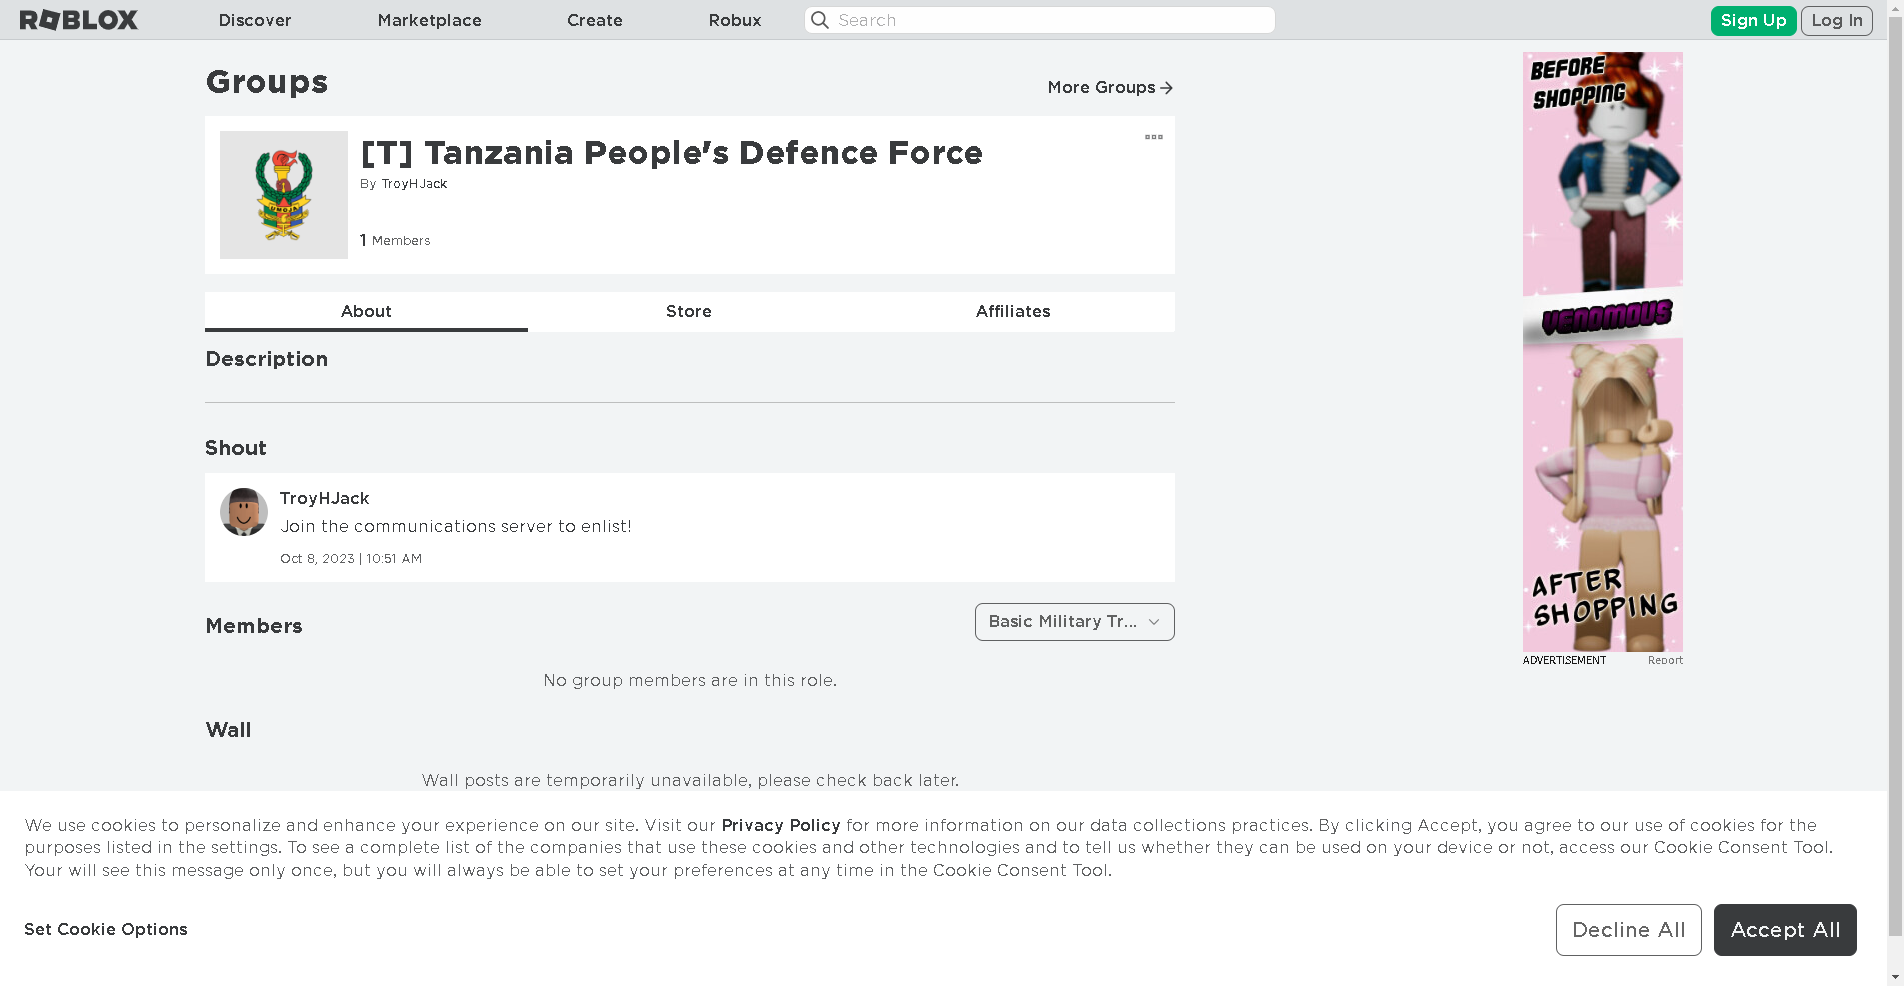 ROBLOX
Discover
Marketplace
Create
Robux
Search
Sign Up
Log In
Groups
More Groups
[T] Tanzania People's Defence Force
By TroyHJack
1 Members
UMOJA
About
Store
Affiliates
Description
Shout
TroyHJack
Join the communications server to enlist!
Oct 8, 2023 | 10:51 AM
Members
Basic Military Tr...
No group members are in this role.
Wall
Wall posts are temporarily unavailable, please check back later.
BEFORE
SHOPPING
VENOMOUS
AFTER
SHOPPING
ADVERTISEMENT
Report
We use cookies to personalize and enhance your experience on our site. Visit our Privacy Policy for more information on our data collections practices. By clicking Accept, you agree to our use of cookies for the
purposes listed in the settings. To see a complete list of the companies that use these cookies and other technologies and to tell us whether they can be used on your device or not, access our Cookie Consent Tool.
Your will see this message only once, but you will always be able to set your preferences at any time in the Cookie Consent Tool.
Set Cookie Options
Decline All
Accept All